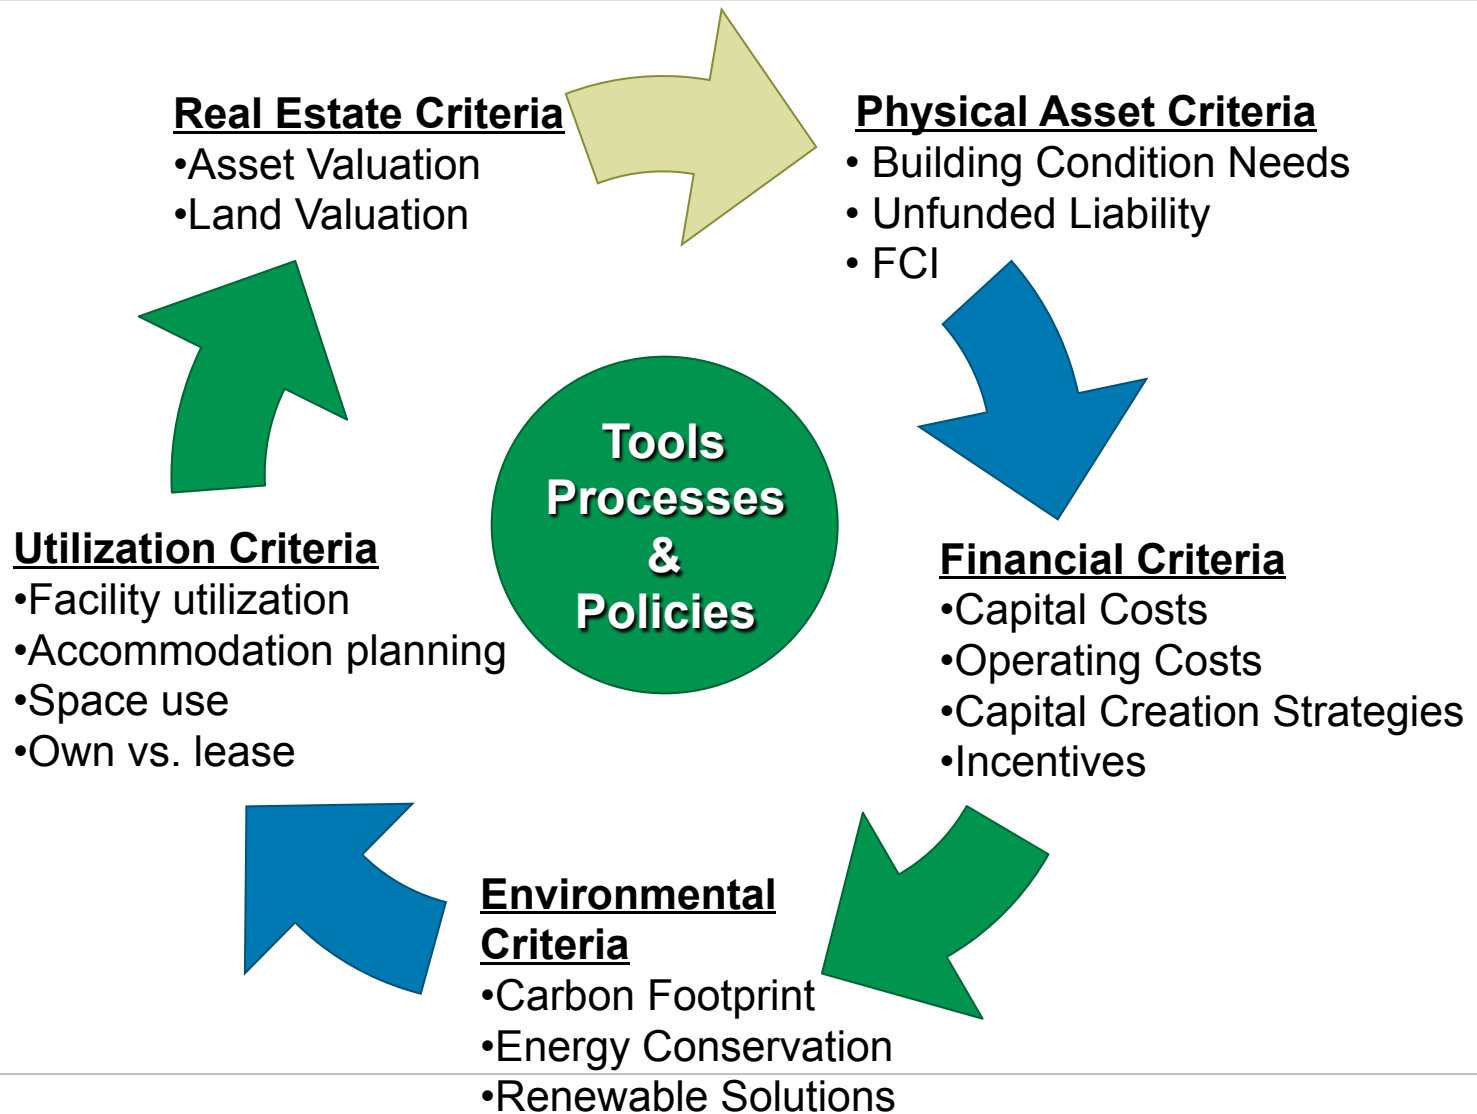 Real Estate Criteria
•Asset Valuation
•Land Valuation
Physical Asset Criteria
• Building Condition Needs
• Unfunded Liability
• FCI
Tools
Processes
&
Policies
Utilization Criteria
•Facility utilization
•Accommodation planning
•Space use
•Own vs. lease
Financial Criteria
•Capital Costs
•Operating Costs
•Capital Creation Strategies
•Incentives
Environmental
Criteria
•Carbon Footprint
•Energy Conservation
•Renewable Solutions